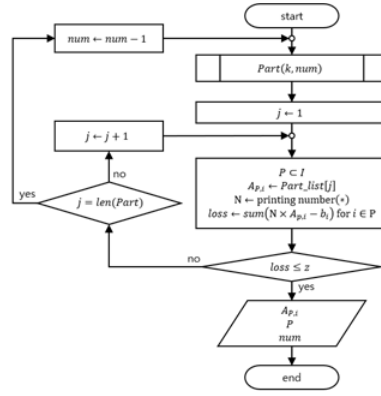 start
num ← num − 1
Part(k, num)
j ← 1
j ← j + 1
P ⊂ I
A_{P,i} ← Part_list[j]
N ← printing number(*)
loss ← sum(N × A_{p,i} − b_i) for i ∈ P
no
yes
j = len(Part)
no
loss ≤ z
yes
A_{P,i}
P
num
end